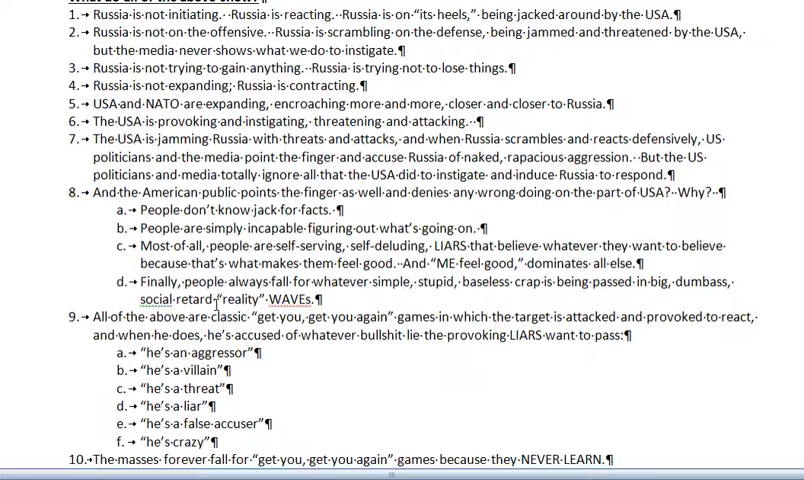 1. Russia is not initiating. Russia is reacting. Russia is on "its heels," being jacked around by the USA.
2. Russia is not on the offensive. Russia is scrambling on the defense, being jammed and threatened by the USA,
but the media never shows what we do to instigate.
3. Russia is not trying to gain anything. Russia is trying not to lose things.
4. Russia is not expanding; Russia is contracting.
5. USA and NATO are expanding, encroaching more and more, closer and closer to Russia.
6. The USA is provoking and instigating, threatening and attacking.
7. The USA is jamming Russia with threats and attacks, and when Russia scrambles and reacts defensively, US
politicians and the media point the finger and accuse Russia of naked, rapacious aggression. But the US
politicians and media totally ignore all that the USA did to instigate and induce Russia to respond.
8. And the American public points the finger as well and denies any wrong doing on the part of USA? Why?
a. People don't know jack for facts.
b. People are simply incapable figuring out what's going on.
c. Most of all, people are self-serving, self-deluding, LIARS that believe whatever they want to believe
because that's what makes them feel good. And "ME feel good," dominates all else.
d. Finally, people always fall for whatever simple, stupid, baseless crap is being passed in big, dumbass,
social retard "reality" WAVEs.
9. All of the above are classic "get you, get you again" games in which the target is attacked and provoked to react,
and when he does, he's accused of whatever bullshit lie the provoking LIARS want to pass:
a. "he's an aggressor"
b. "he's a villain"
c. "he's a threat"
d. "he's a liar"
e. "he's a false accuser"
f. "he's crazy"
10. The masses forever fall for "get you, get you again" games because they NEVER LEARN.